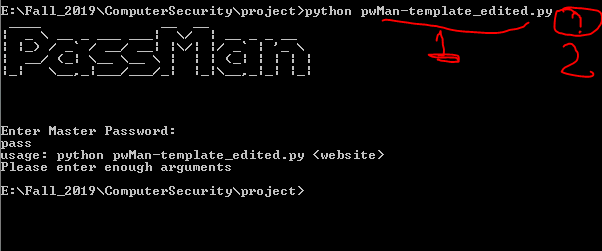 E:\Fall_2019\ComputerSecurity\project>python pwMan-template_edited.py ?
1 2
PassMan
Enter Master Password:
pass
usage: python pwMan-template_edited.py <website>
Please enter enough arguments
E:\Fall_2019\ComputerSecurity\project>